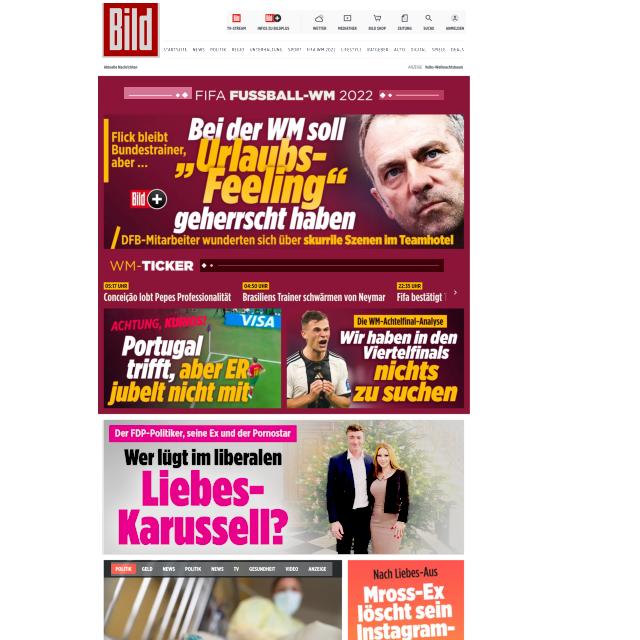 Bild
TV-STREAM
INFOS ZU BILDPLUS
WETTER
MEDIATHEK
BILD SHOP
ZEITUNG
SUCHE
ANMELDEN
STARTSEITE NEWS POLITIK REGIO UNTERHALTUNG SPORT FIFA WM 2022 LIFESTYLE RATGEBER AUTO DIGITAL SPIELE DEALS
Aktuelle Nachrichten
ANZEIGE Volks-Weihnachtsbaum
FIFA FUSSBALL-WM 2022
Flick bleibt
Bundestrainer,
aber ...
Bei der WM soll
„Urlaubs-
Feeling“
geherrscht haben
Bild +
DFB-Mitarbeiter wunderten sich über skurrile Szenen im Teamhotel
WM-TICKER
05:17 UHR
Conceição lobt Pepes Professionalität
04:50 UHR
Brasiliens Trainer schwärmen von Neymar
22:35 UHR
Fifa bestätigt
ACHTUNG, KURIOS!
VISA
Portugal
trifft, aber ER
jubelt nicht mit
Die WM-Achtelfinal-Analyse
Wir haben in den
Viertelfinals
nichts
zu suchen
Der FDP-Politiker, seine Ex und der Pornostar
Wer lügt im liberalen
Liebes-
Karussell?
POLITIK GELD NEWS POLITIK NEWS TV GESUNDHEIT VIDEO ANZEIGE
Nach Liebes-Aus
Mross-Ex
löscht sein
Instagram-